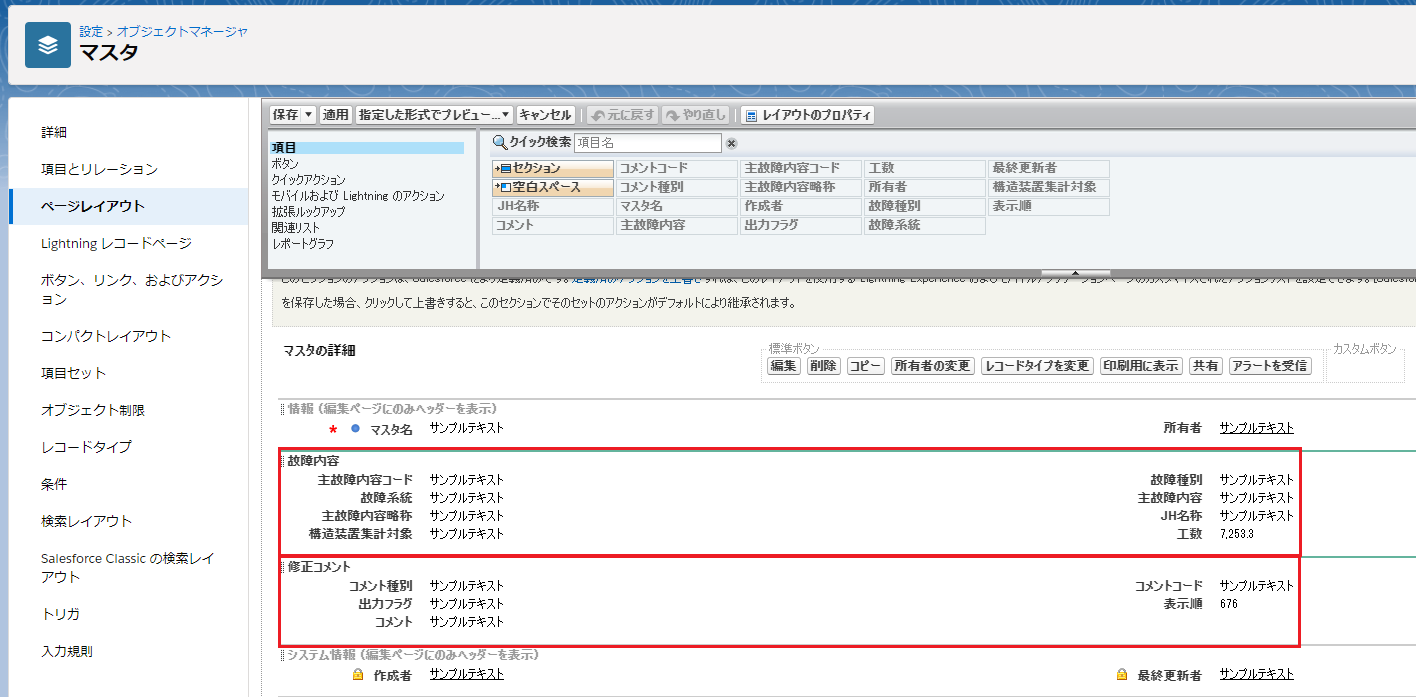 設定 > オブジェクトマネージャ
マスタ
詳細
項目とリレーション
ページレイアウト
Lightning レコードページ
ボタン、リンク、およびアクシ
ョン
コンパクトレイアウト
項目セット
オブジェクト制限
レコードタイプ
条件
検索レイアウト
Salesforce Classic の検索レイ
アウト
トリガ
入力規則
保存 適用 指定した形式でプレビュー... キャンセル 元に戻す やり直し レイアウトのプロパティ
項目
ボタン
クイックアクション
モバイルおよび Lightning のアクション
拡張ルックアップ
関連リスト
レポートグラフ
クイック検索 項目名
セクション コメントコード 主故障内容コード 工数 最終更新者
空白スペース コメント種別 主故障内容略称 所有者 構造装置集計対象
JH名称 マスタ名 作成者 故障種別 表示順
コメント 主故障内容 出力フラグ 故障系統
を保存した場合、クリックして上書きすると、このセクションでそのセットのアクションがデフォルトにより継承されます。
マスタの詳細
標準ボタン カスタムボタン
編集 削除 コピー 所有者の変更 レコードタイプを変更 印刷用に表示 共有 アラートを受信
情報 (編集ページにのみヘッダーを表示)
* マスタ名 サンプルテキスト 所有者 サンプルテキスト
故障内容
主故障内容コード サンプルテキスト 故障種別 サンプルテキスト
故障系統 サンプルテキスト 主故障内容 サンプルテキスト
主故障内容略称 サンプルテキスト JH名称 サンプルテキスト
構造装置集計対象 サンプルテキスト 工数 7,253.3
修正コメント
コメント種別 サンプルテキスト コメントコード サンプルテキスト
出力フラグ サンプルテキスト 表示順 676
コメント サンプルテキスト
システム情報 (編集ページにのみヘッダーを表示)
作成者 サンプルテキスト 最終更新者 サンプルテキスト